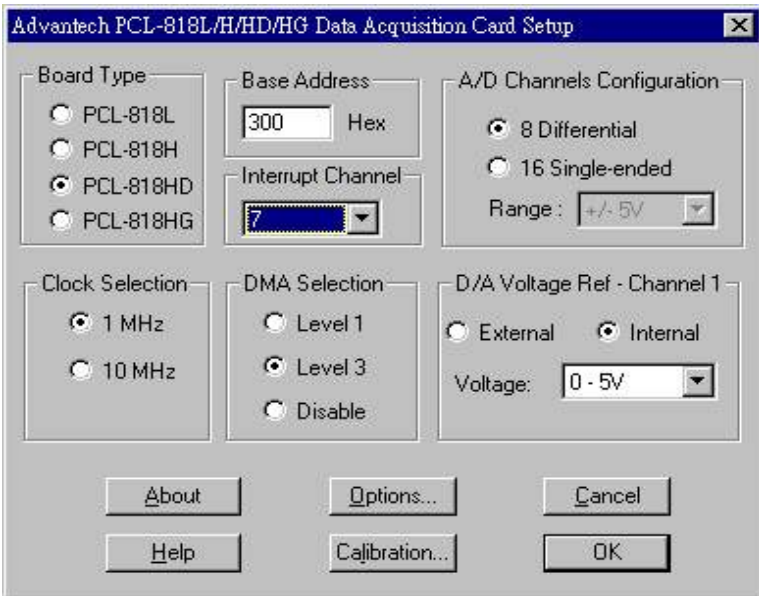 Advantech PCL-818L/H/HD/HG Data Acquisition Card Setup
Board Type
PCL-818L
PCL-818H
PCL-818HD
PCL-818HG
Base Address
300 Hex
Interrupt Channel
7
A/D Channels Configuration
8 Differential
16 Single-ended
Range : +/- 5V
Clock Selection
1 MHz
10 MHz
DMA Selection
Level 1
Level 3
Disable
D/A Voltage Ref - Channel 1
External Internal
Voltage: 0 - 5V
About Options... Cancel
Help Calibration... OK